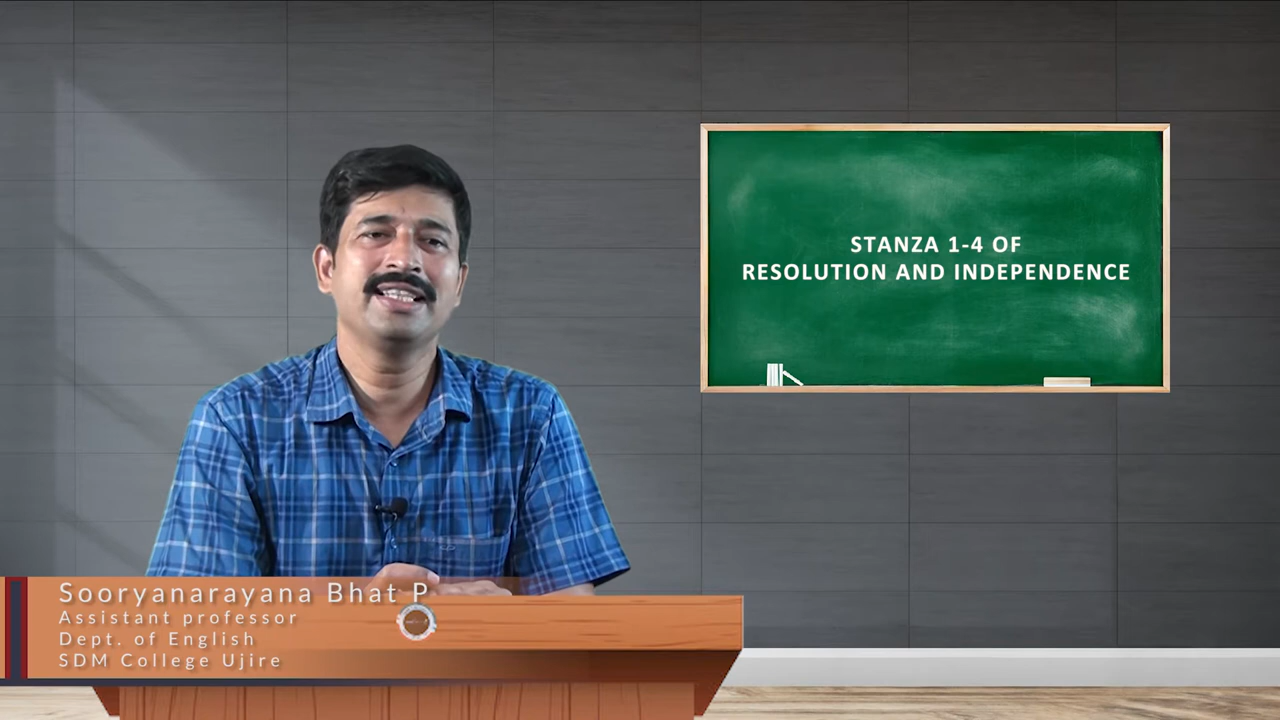 STANZA 1-4 OF
RESOLUTION AND INDEPENDENCE
Sooryanarayana Bhat P
Assistant professor
Dept. of English
SDM College Ujire